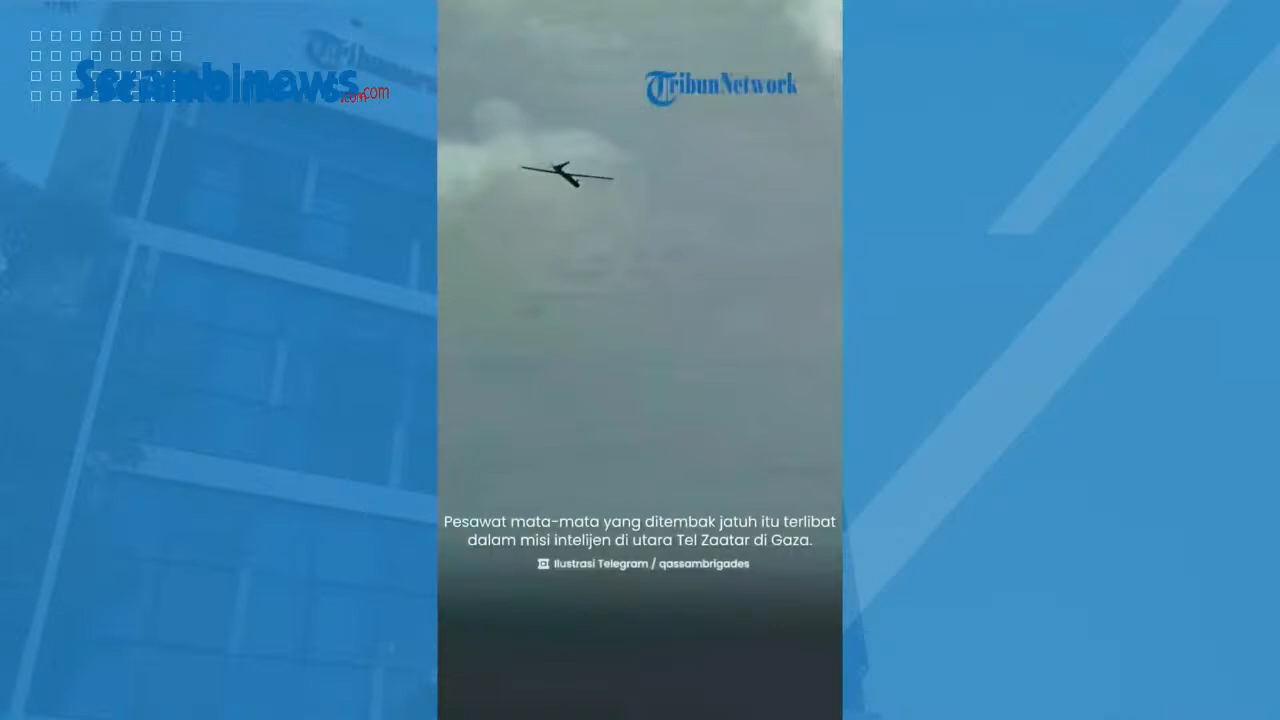 Serambinews.com
TribunNetwork
Pesawat mata-mata yang ditembak jatuh itu terlibat
dalam misi intelijen di utara Tel Zaatar di Gaza.
Ilustrasi Telegram / qassambrigades